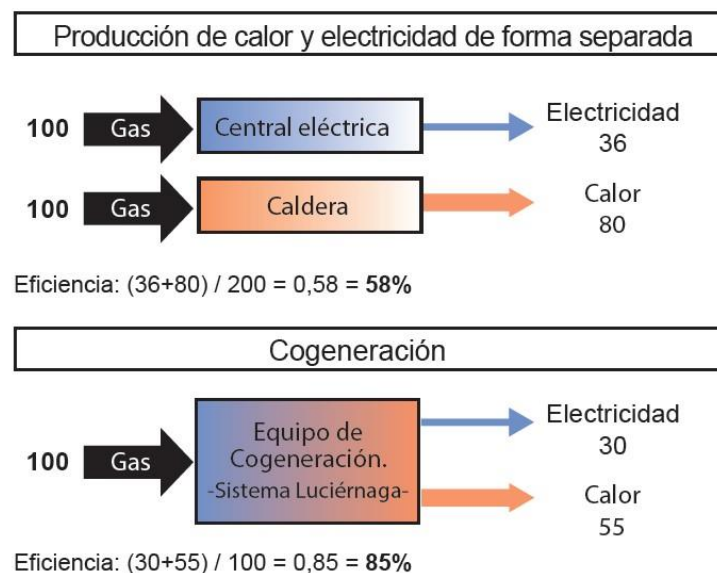 Producción de calor y electricidad de forma separada
100 Gas Central eléctrica Electricidad
36
100 Gas Caldera Calor
80
Eficiencia: (36+80) / 200 = 0,58 = 58%
Cogeneración
100 Gas Equipo de
Cogeneración.
-Sistema Luciérnaga-
Electricidad
30
Calor
55
Eficiencia: (30+55) / 100 = 0,85 = 85%